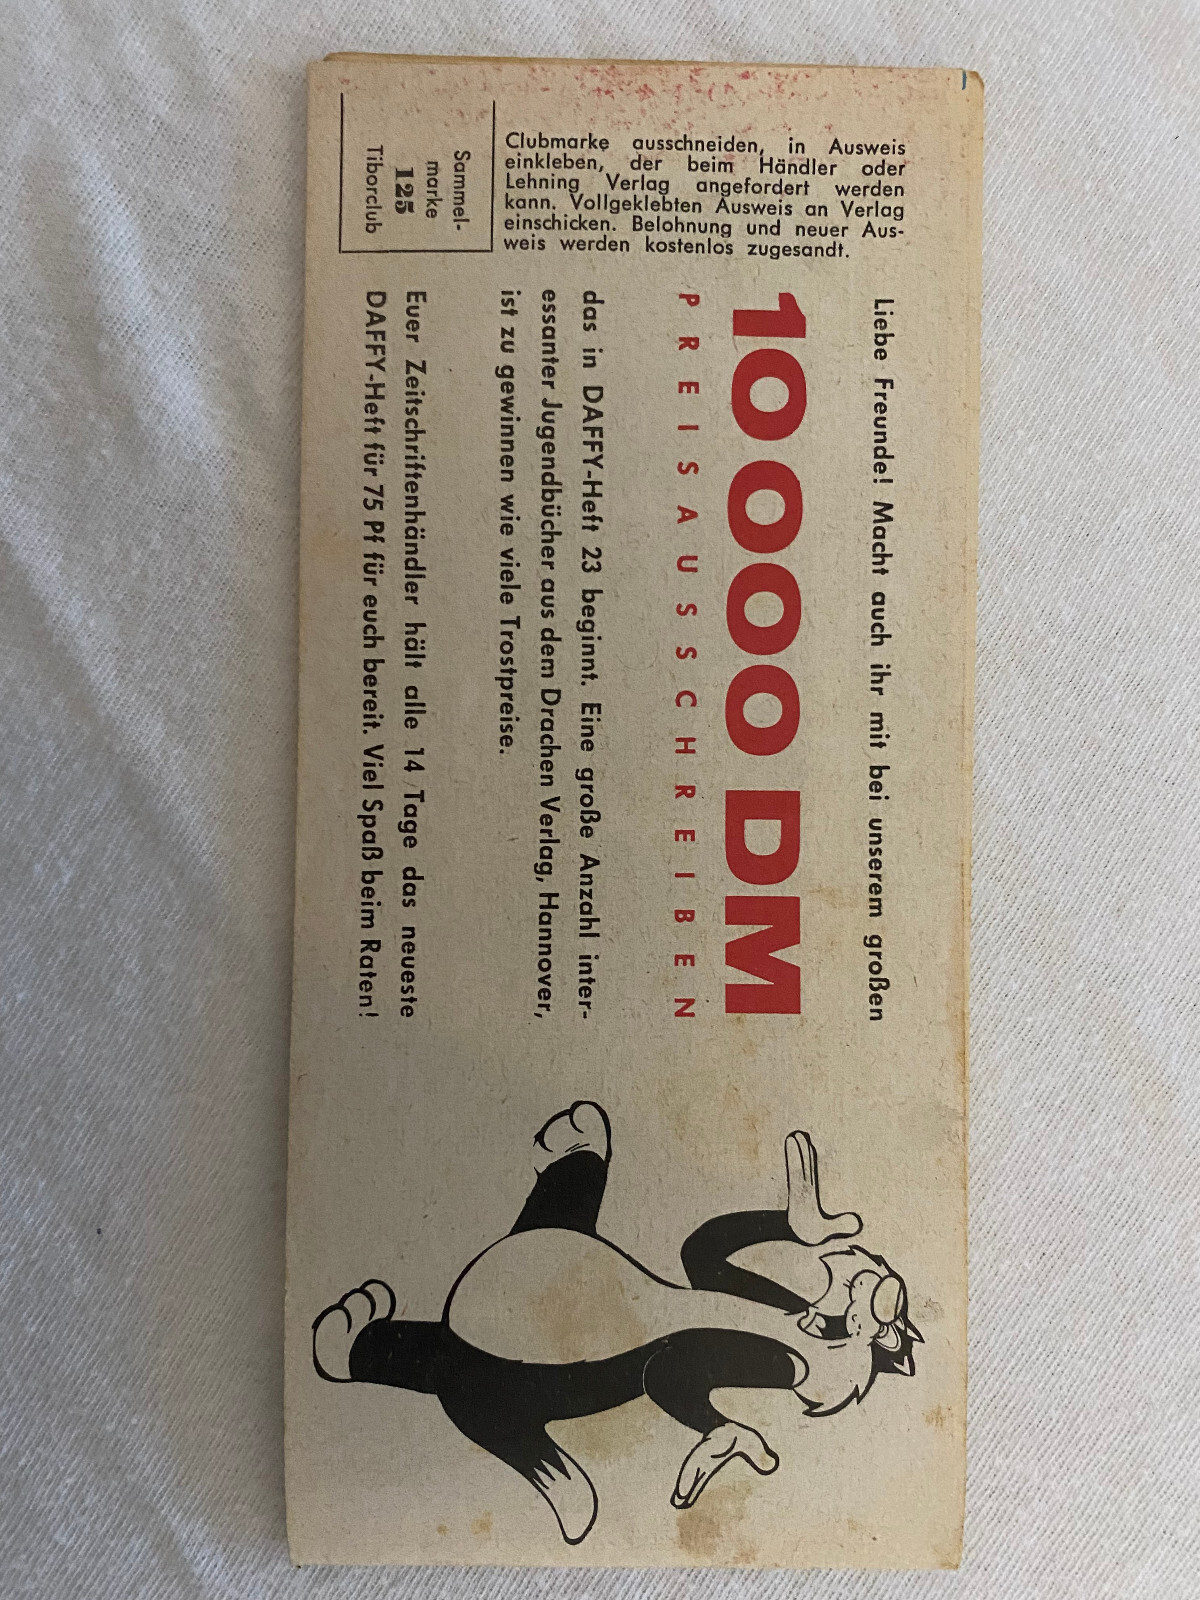 Clubmarke ausschneiden, in Ausweis
einkleben, der beim Händler oder
Lehning Verlag angefordert werden
kann. Vollgeklebten Ausweis an Verlag
einschicken. Belohnung und neuer Aus-
weis werden kostenlos zugesandt.
Sammel-
marke
125
Tiborclub
Liebe Freunde! Macht auch ihr mit bei unserem großen
10000 DM
PREISAUSSCHREIBEN
das in DAFFY-Heft 23 beginnt. Eine große Anzahl inter-
essanter Jugendbücher aus dem Drachen Verlag, Hannover,
ist zu gewinnen wie viele Trostpreise.
Euer Zeitschriftenhändler hält alle 14 Tage das neueste
DAFFY-Heft für 75 Pf für euch bereit. Viel Spaß beim Raten!